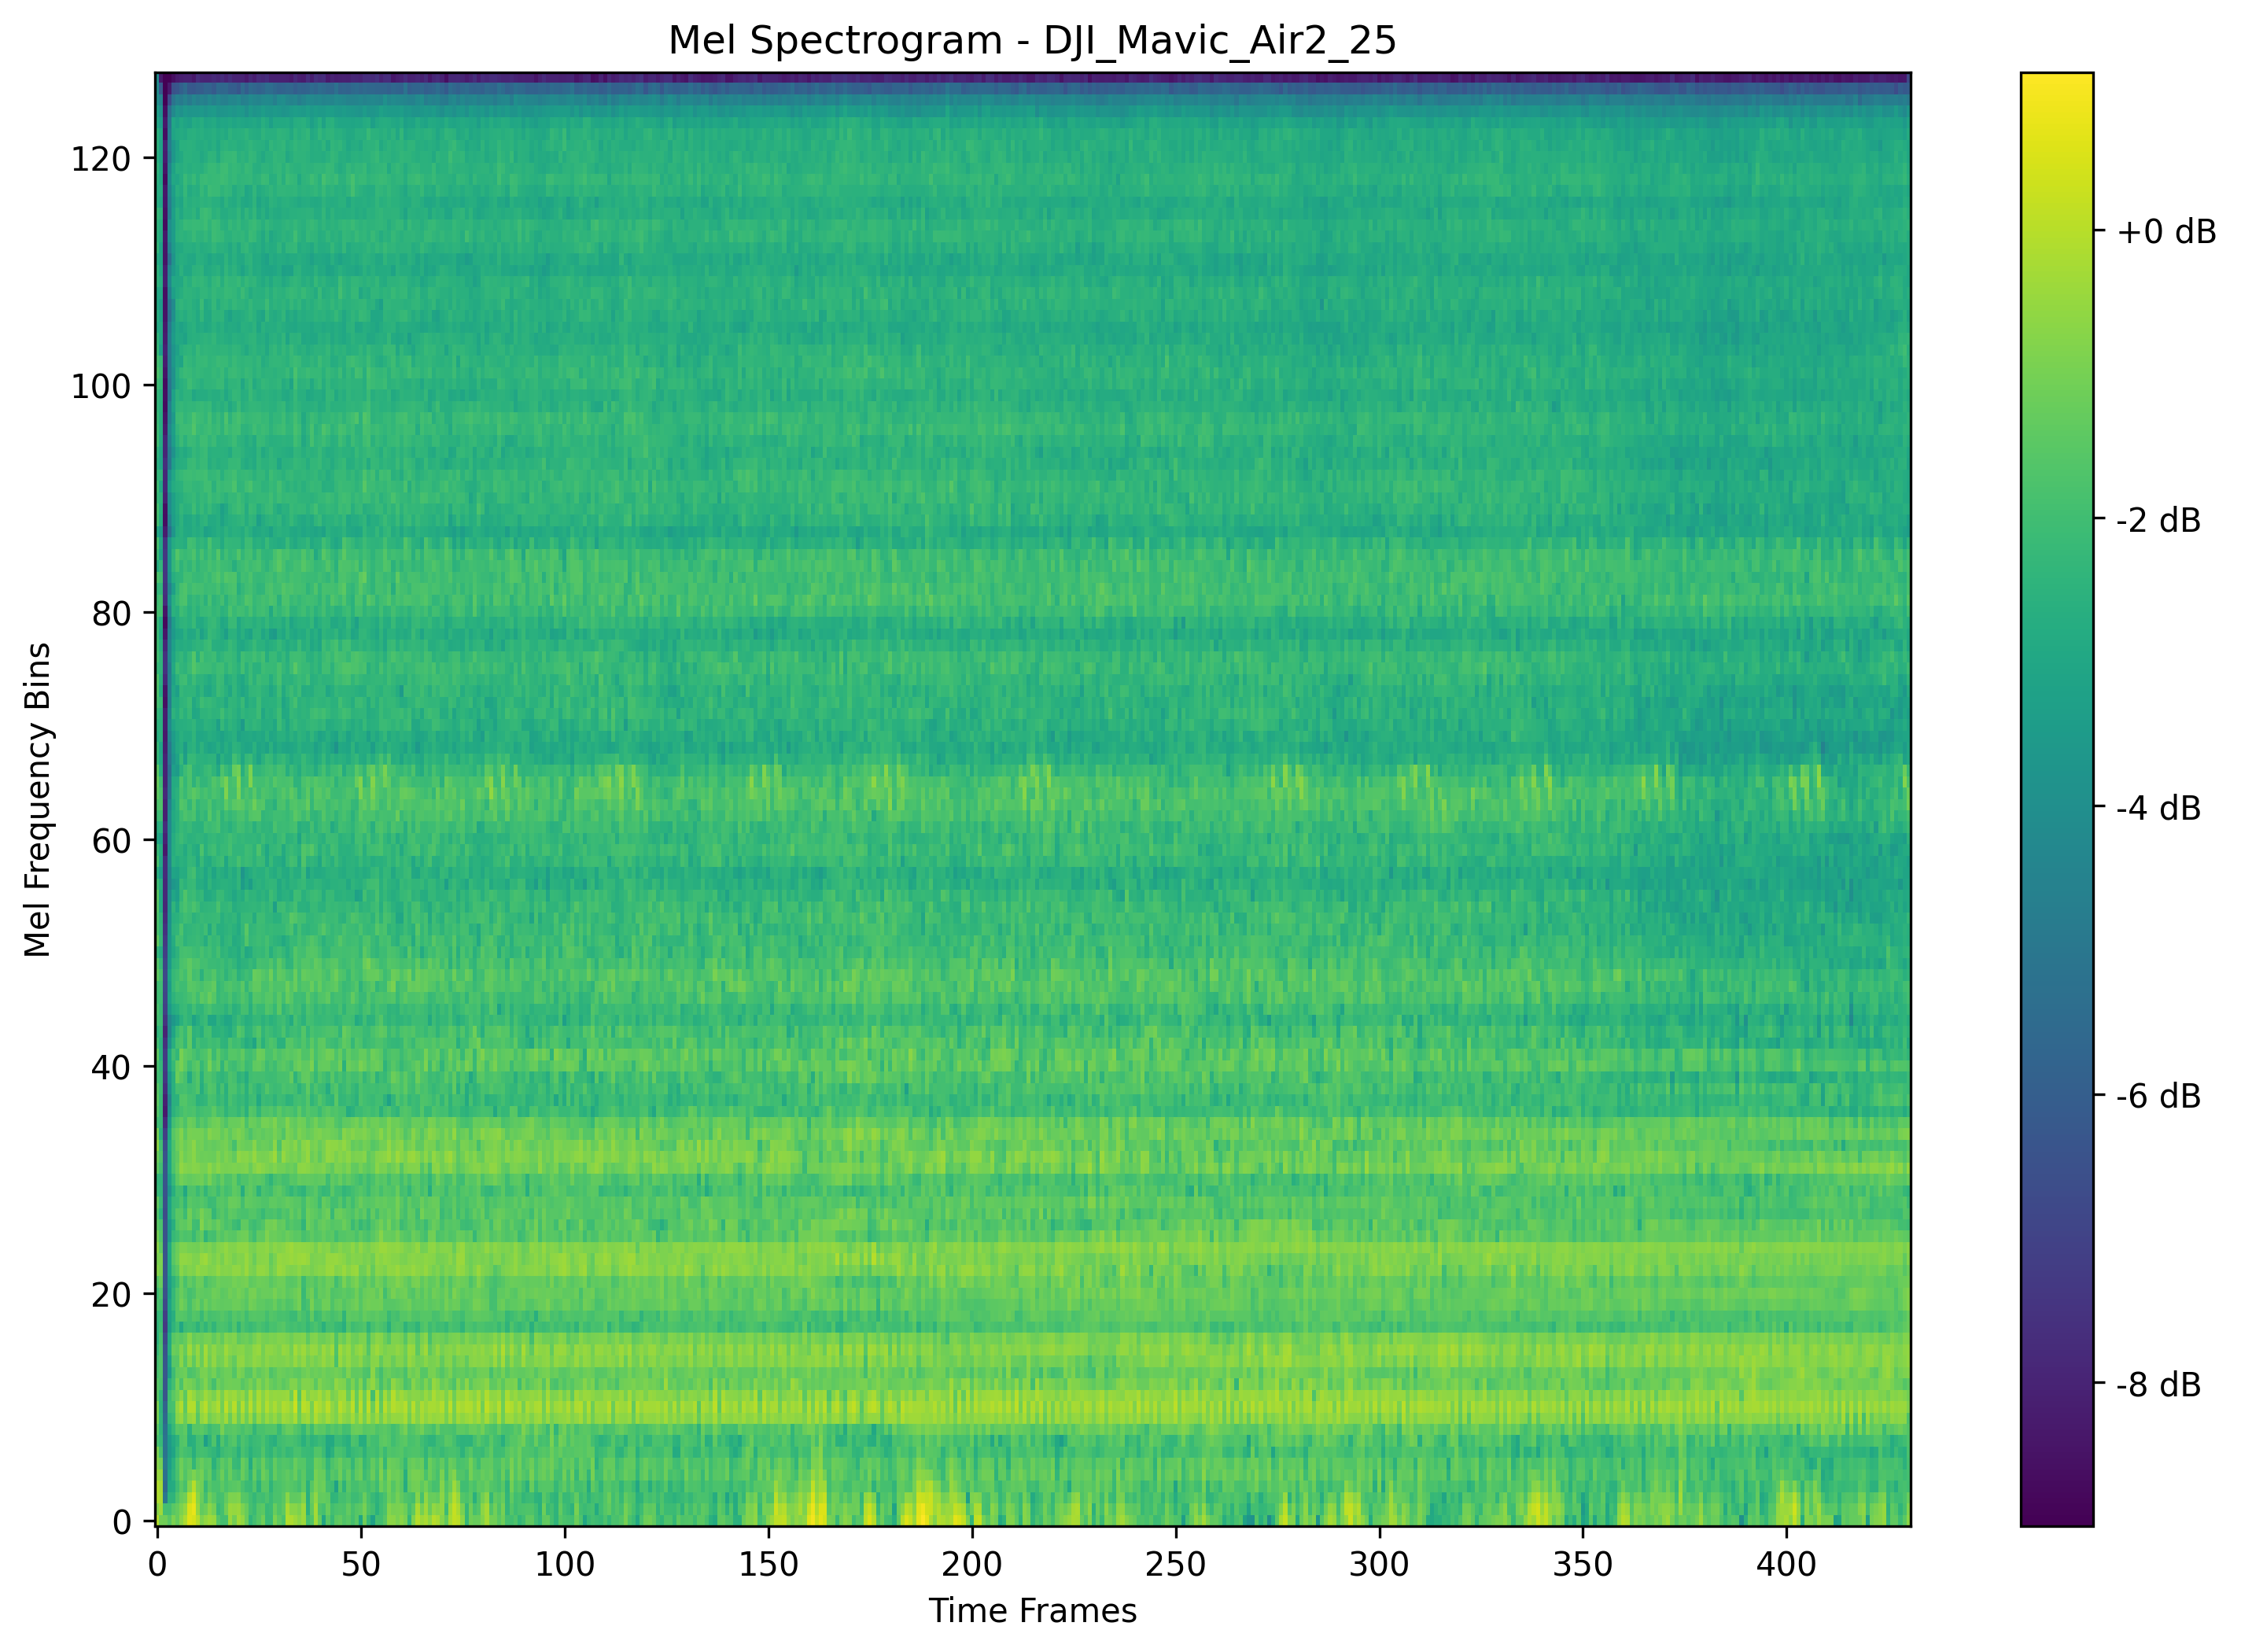 Mel Spectrogram - DJI_Mavic_Air2_25
Mel Frequency Bins
120
100
80
60
40
20
0
0 50 100 150 200 250 300 350 400
Time Frames
+0 dB
-2 dB
-4 dB
-6 dB
-8 dB